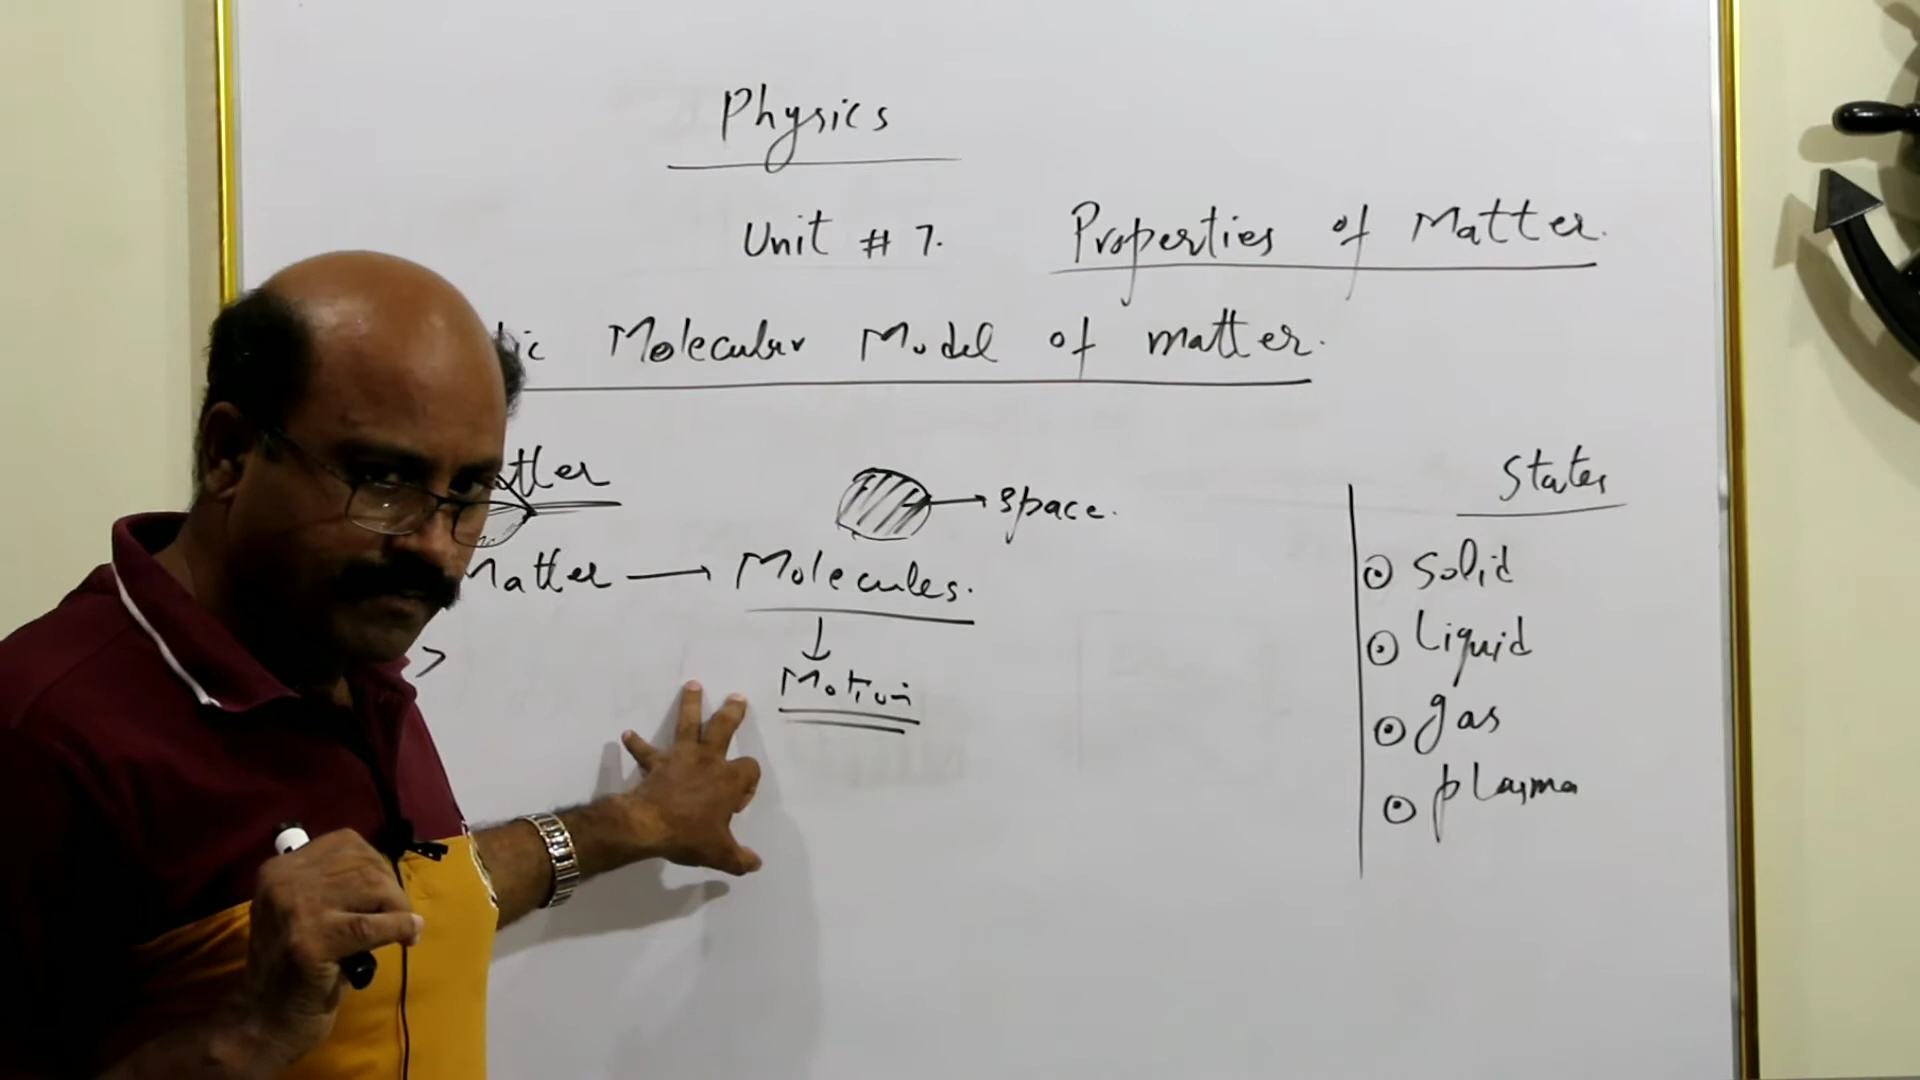 Physics
Unit # 7. Properties of Matter.
Molecular Model of matter.
States
space.
Matter → Molecules.
↓
Motion
>
⊙ Solid
⊙ Liquid
⊙ gas
⊙ plasma